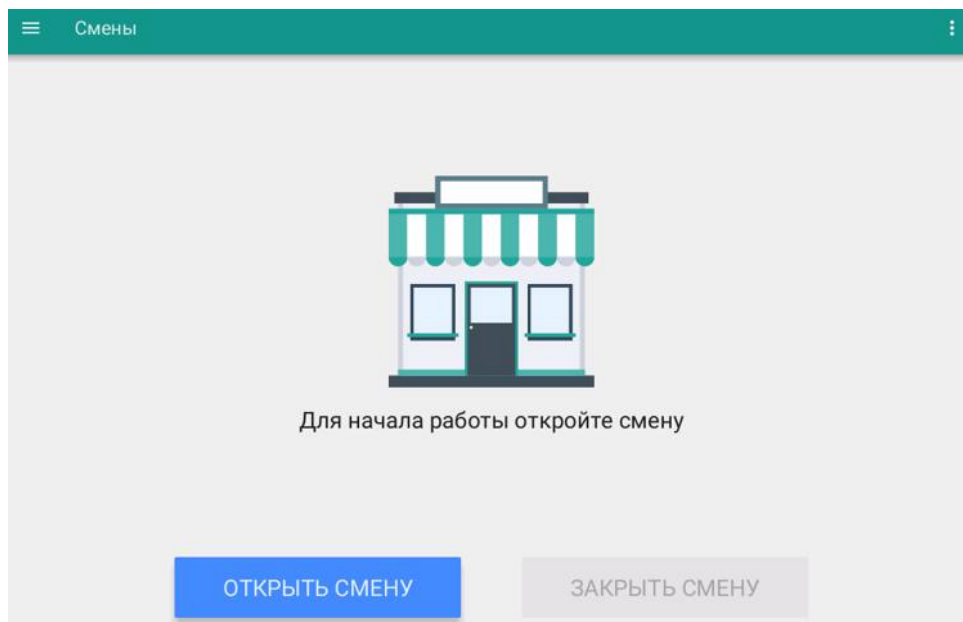 Смены
Для начала работы откройте смену
ОТКРЫТЬ СМЕНУ
ЗАКРЫТЬ СМЕНУ